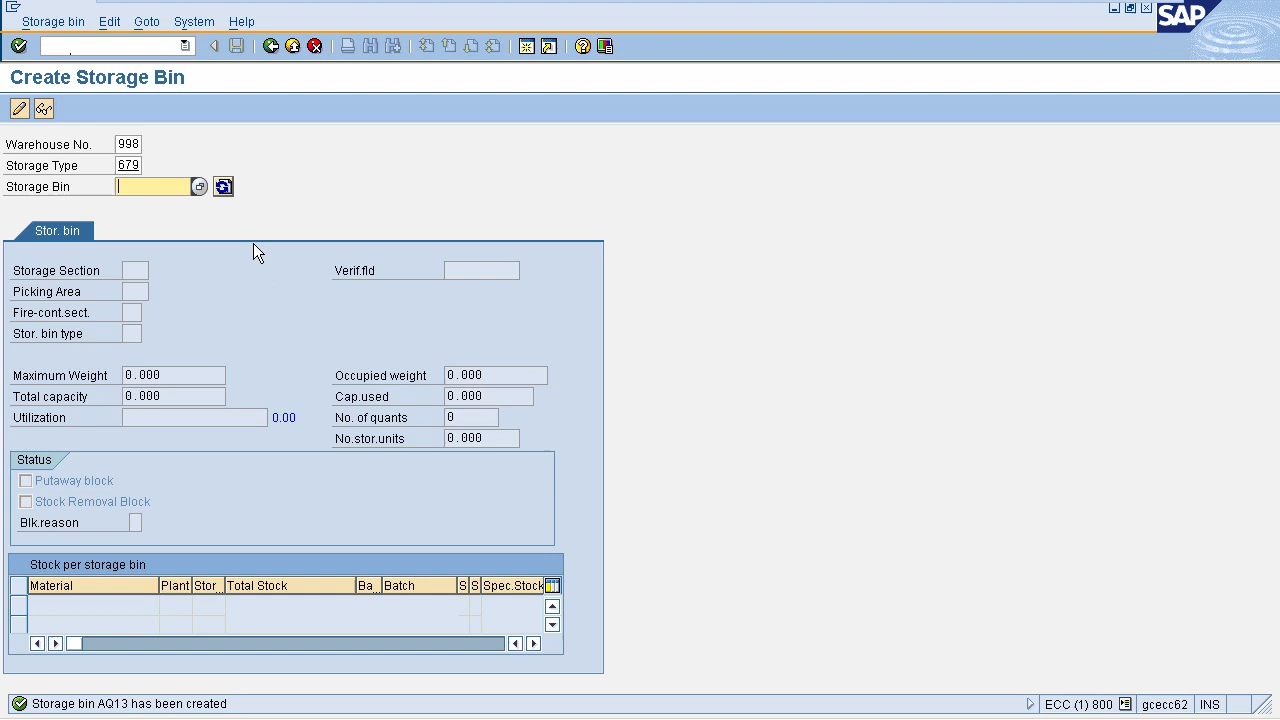 Storage bin Edit Goto System Help
SAP
Create Storage Bin
Warehouse No. 998
Storage Type 679
Storage Bin
Stor. bin
Storage Section Verif.fld
Picking Area
Fire-cont.sect.
Stor. bin type
Maximum Weight 0.000 Occupied weight 0.000
Total capacity 0.000 Cap.used 0.000
Utilization 0.00 No. of quants 0
No.stor.units 0.000
Status
Putaway block
Stock Removal Block
Blk.reason
Stock per storage bin
Material Plant Stor... Total Stock Ba... Batch S S Spec.Stock
Storage bin AQ13 has been created ECC (1) 800 gcecc62 INS